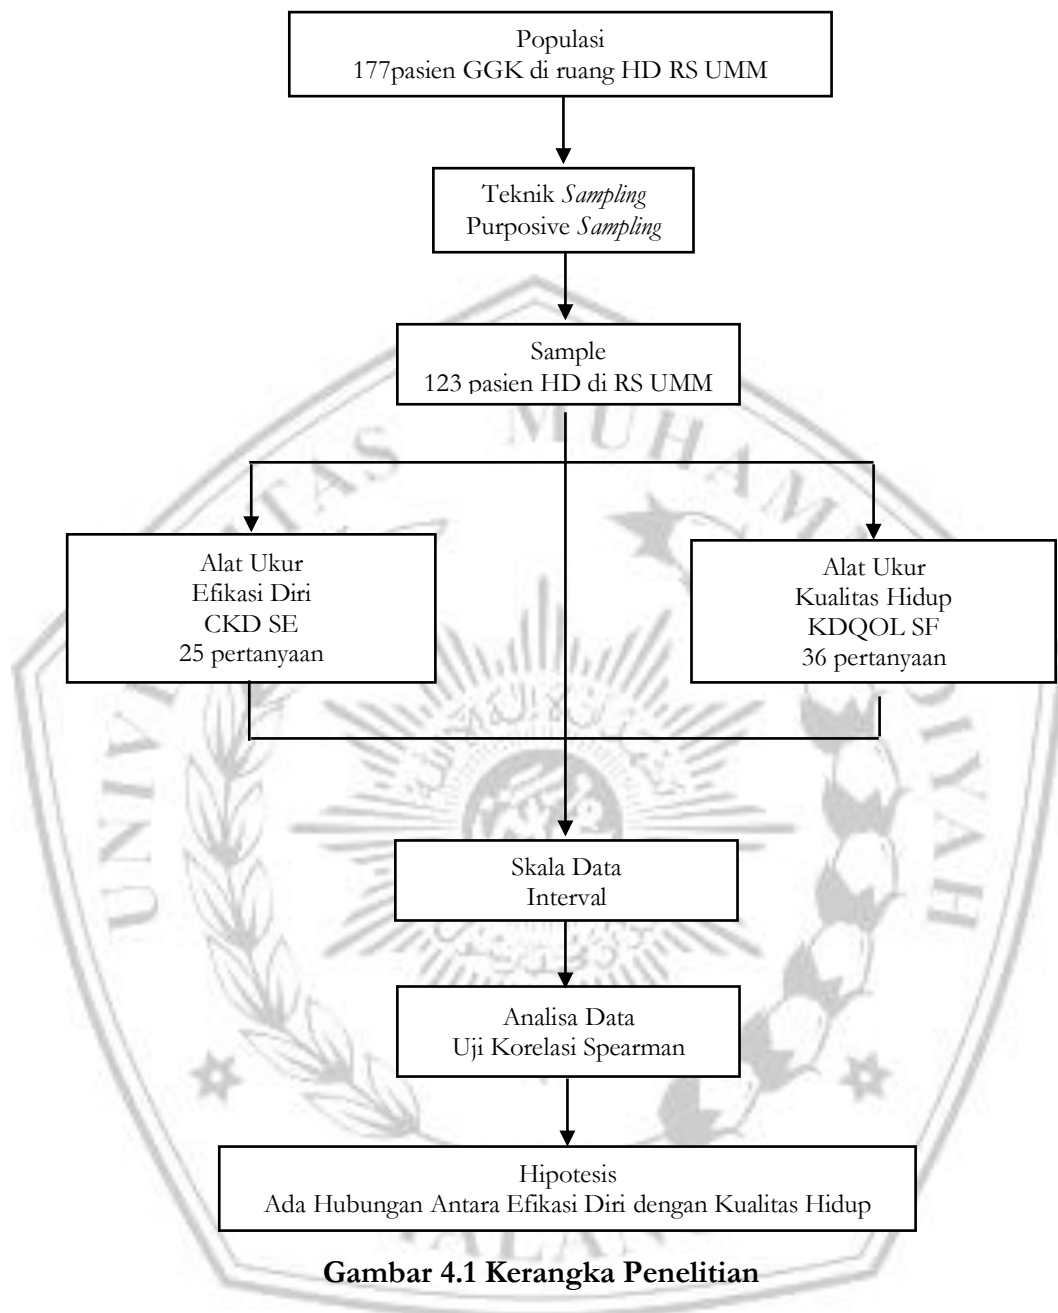 Populasi
177pasien GGK di ruang HD RS UMM
Teknik Sampling
Purposive Sampling
Sample
123 pasien HD di RS UMM
Alat Ukur
Efikasi Diri
CKD SE
25 pertanyaan
Alat Ukur
Kualitas Hidup
KDQOL SF
36 pertanyaan
Skala Data
Interval
Analisa Data
Uji Korelasi Spearman
Hipotesis
Ada Hubungan Antara Efikasi Diri dengan Kualitas Hidup
Gambar 4.1 Kerangka Penelitian